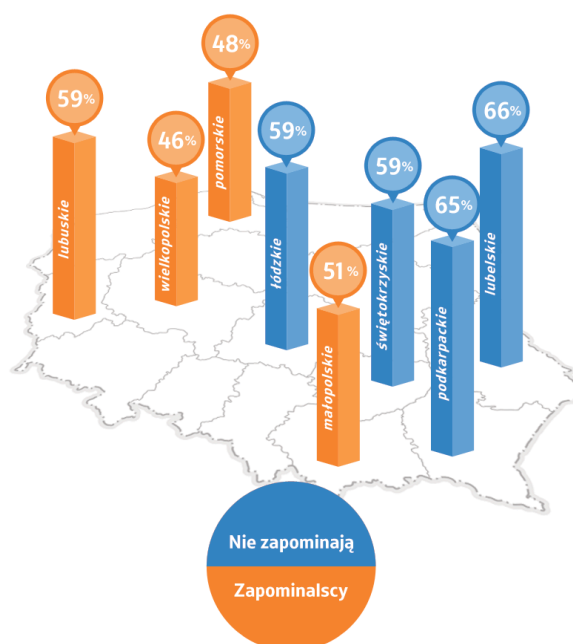 48%
59%
66%
46%
59%
59%
65%
51%
lubuskie
wielkopolskie
pomorskie
łódzkie
małopolskie
świętokrzyskie
podkarpackie
lubelskie
Nie zapominają
Zapominalscy